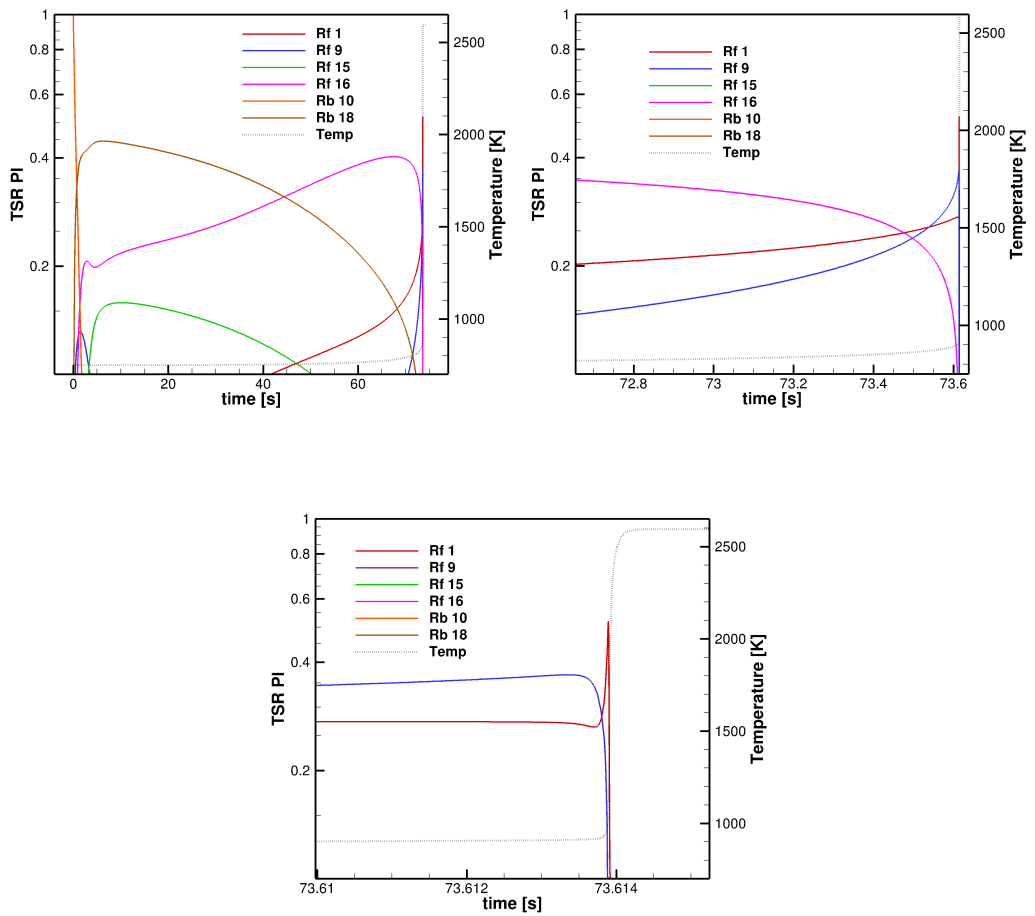 1
0.8
0.6
0.4
0.2
TSR PI
Rf 1
Rf 9
Rf 15
Rf 16
Rb 10
Rb 18
Temp
2500
2000
1500
1000
Temperature [K]
0
20
40
60
time [s]
1
0.8
0.6
0.4
0.2
TSR PI
Rf 1
Rf 9
Rf 15
Rf 16
Rb 10
Rb 18
Temp
2500
2000
1500
1000
Temperature [K]
72.8
73
73.2
73.4
73.6
time [s]
1
0.8
0.6
0.4
0.2
TSR PI
Rf 1
Rf 9
Rf 15
Rf 16
Rb 10
Rb 18
Temp
2500
2000
1500
1000
Temperature [K]
73.61
73.612
73.614
time [s]